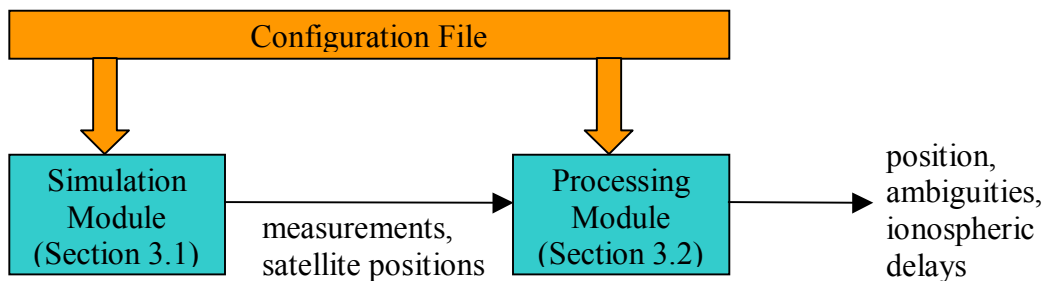 Configuration File
Simulation
Module
(Section 3.1)
measurements,
satellite positions
Processing
Module
(Section 3.2)
position,
ambiguities,
ionospheric
delays